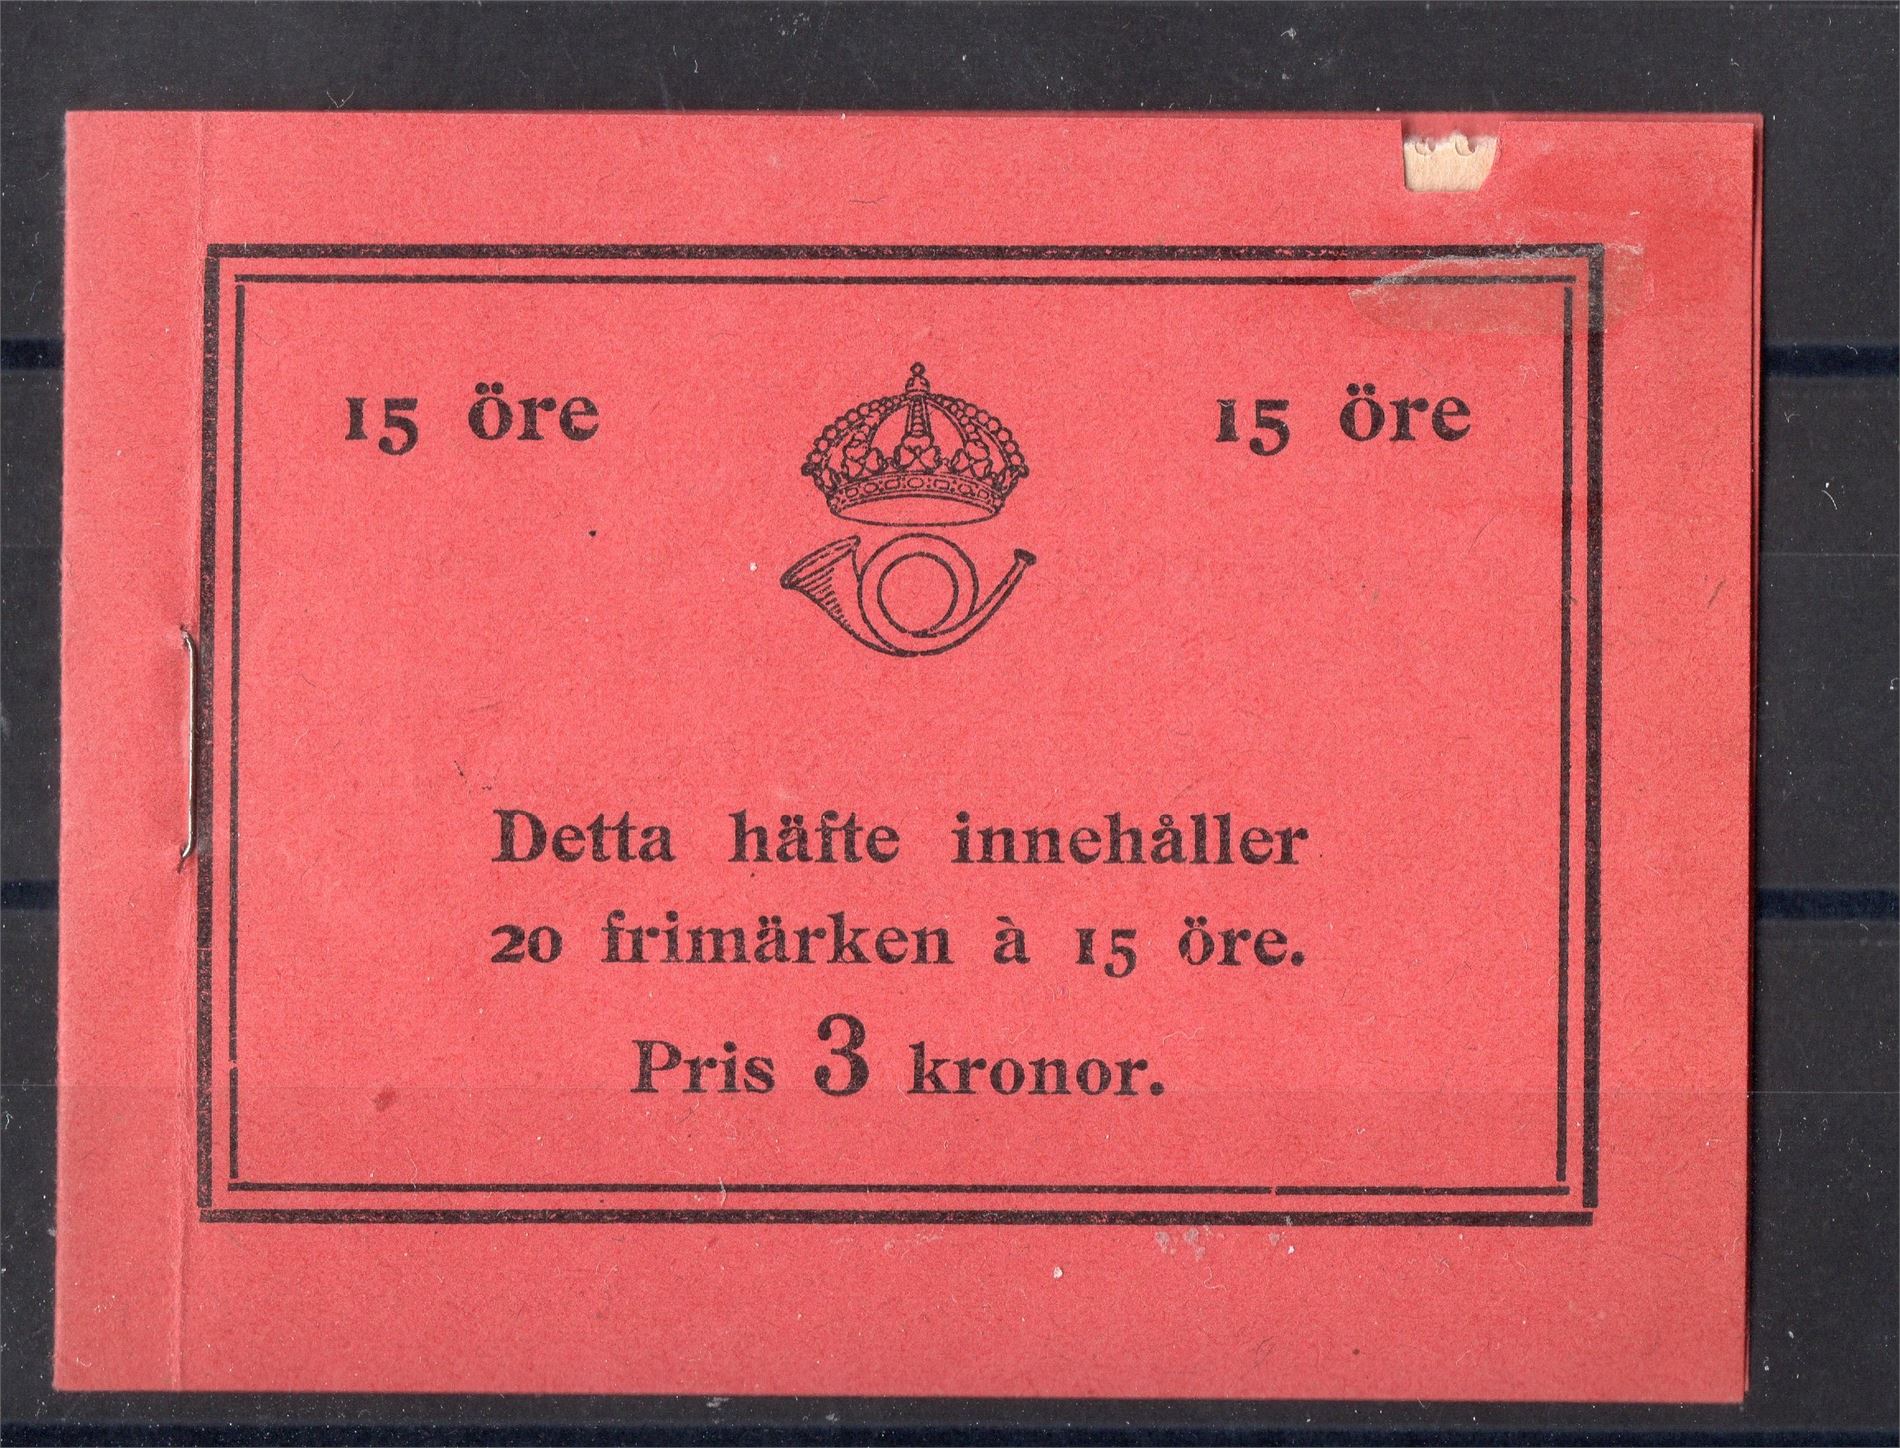 15 öre 15 öre
Detta häfte innehåller
20 frimärken à 15 öre.
Pris 3 kronor.